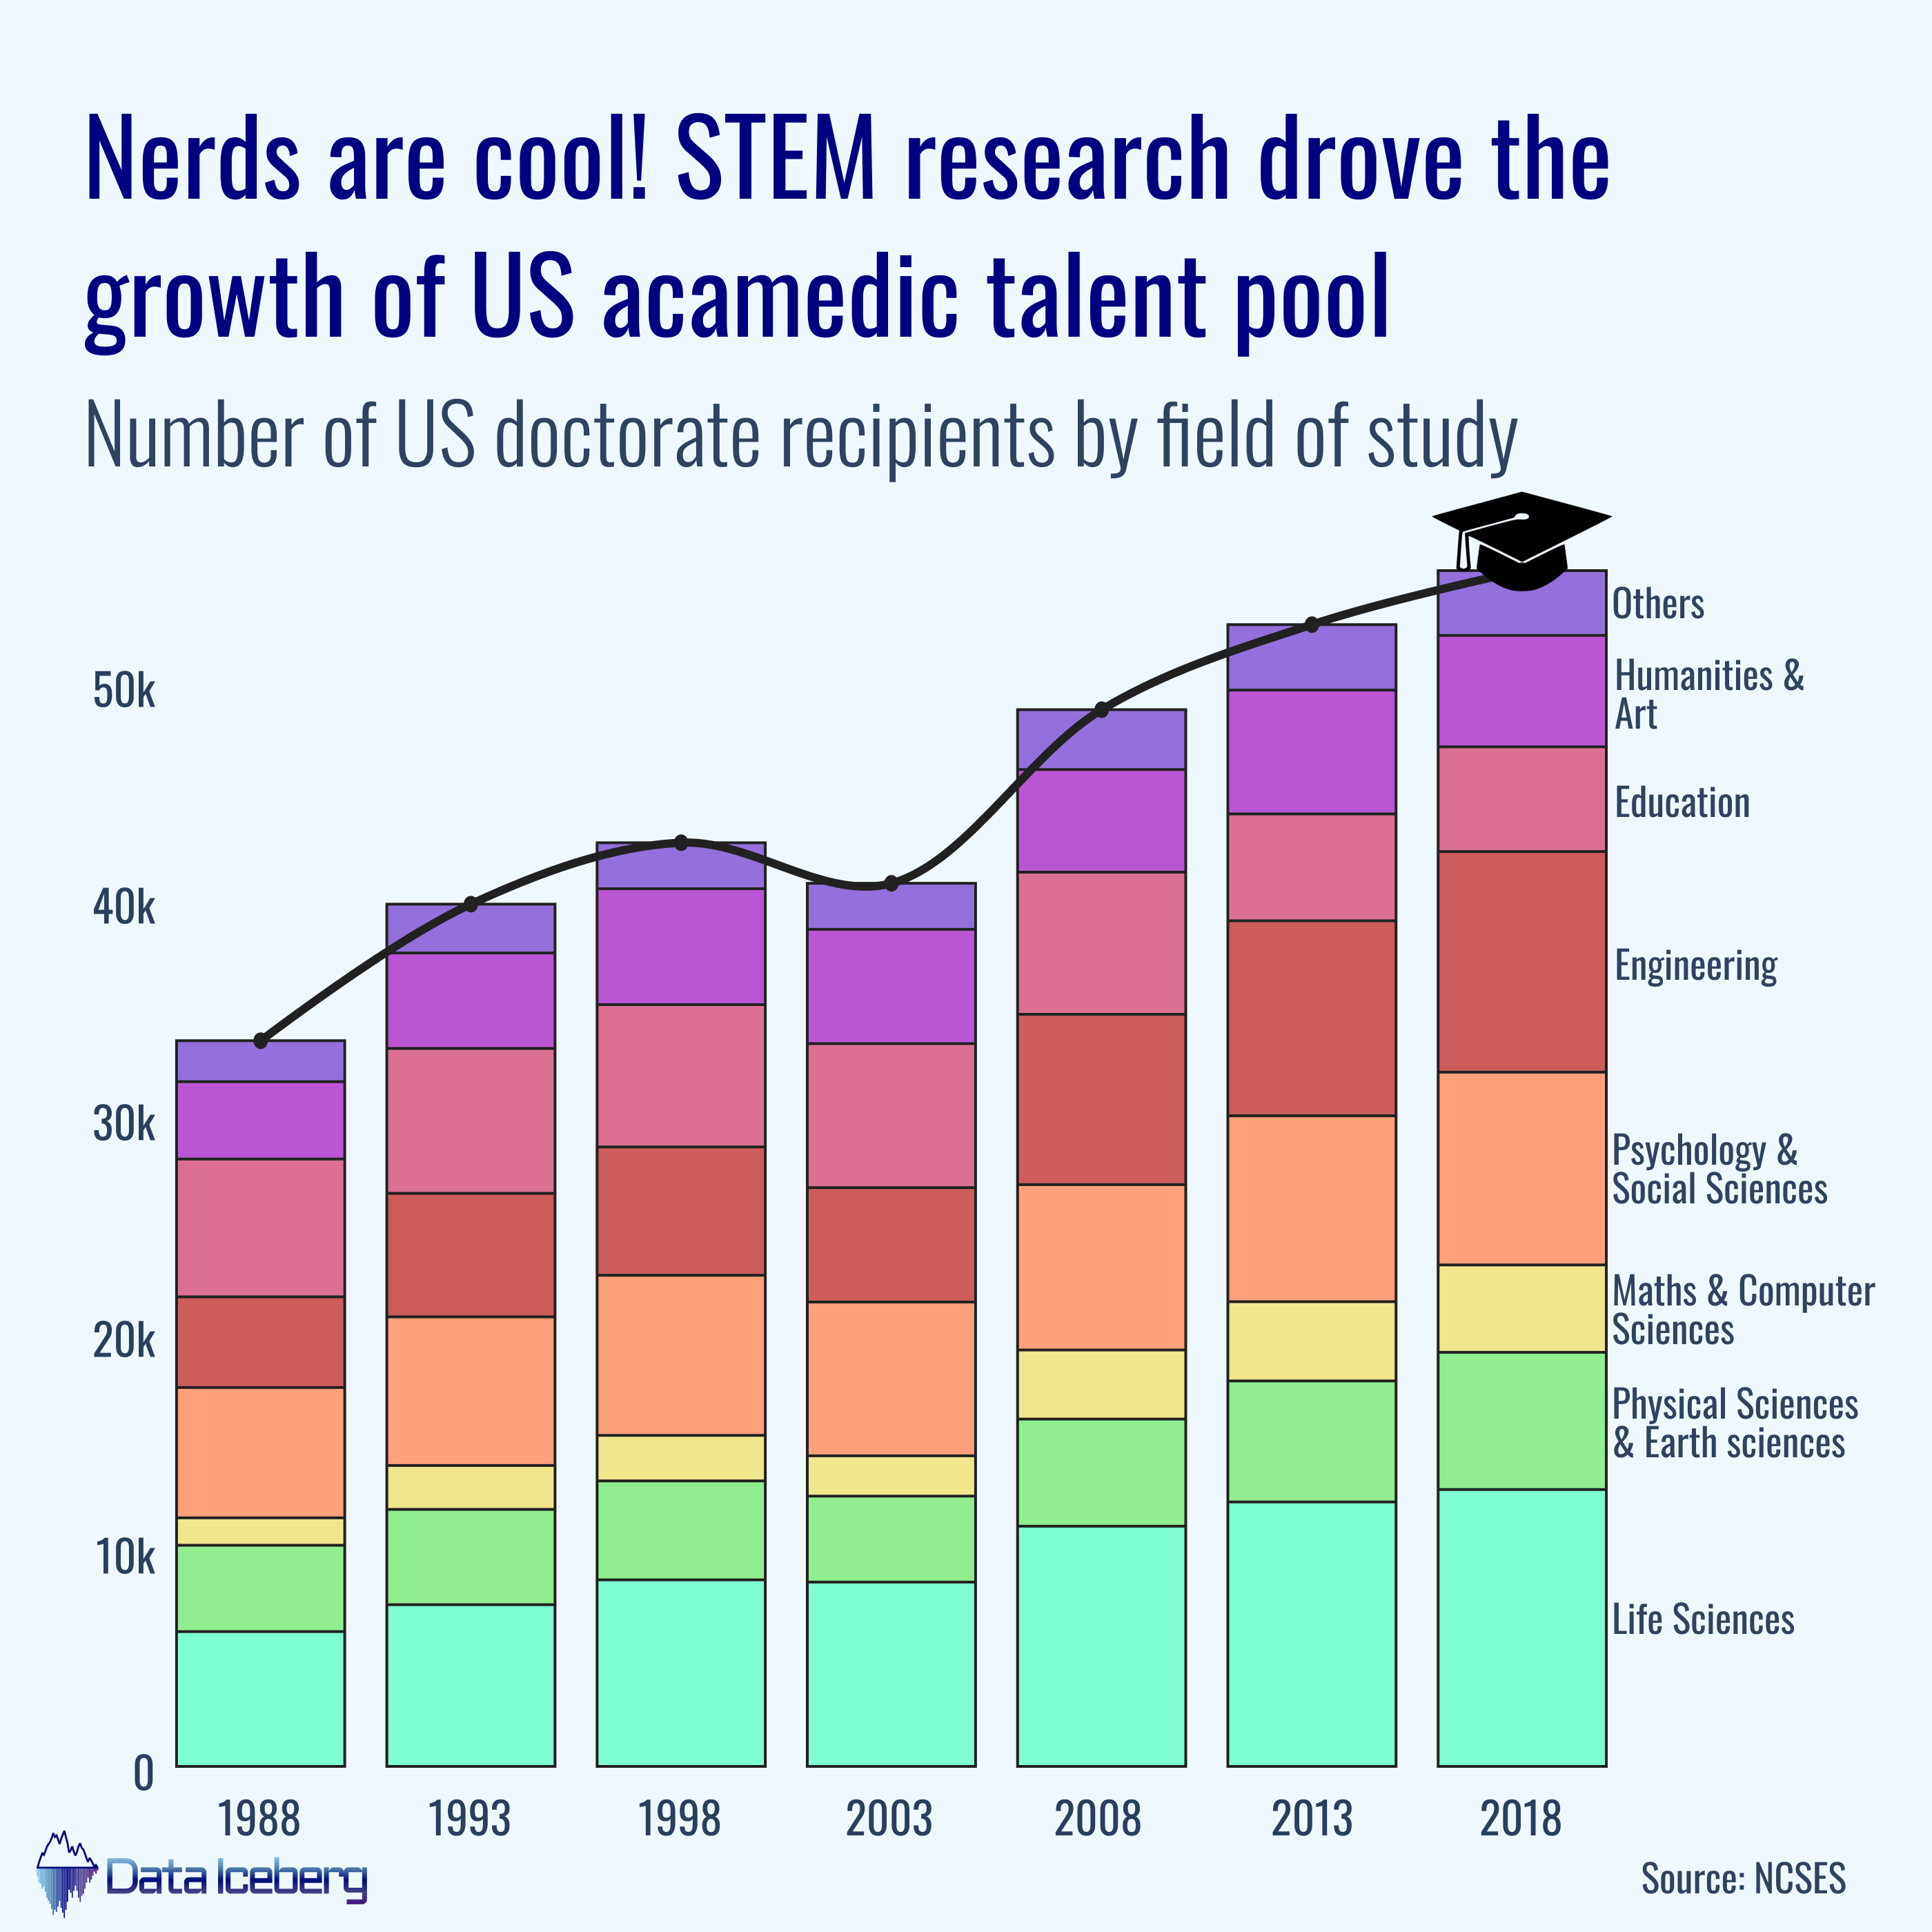 Nerds are cool! STEM research drove the
growth of US acamedic talent pool
Number of US doctorate recipients by field of study
Others
Humanities &
Art
Education
Engineering
Psychology &
Social Sciences
Maths & Computer
Sciences
Physical Sciences
& Earth sciences
Life Sciences
50k
40k
30k
20k
10k
0
1988 1993 1998 2003 2008 2013 2018
Data Iceberg
Source: NCSES